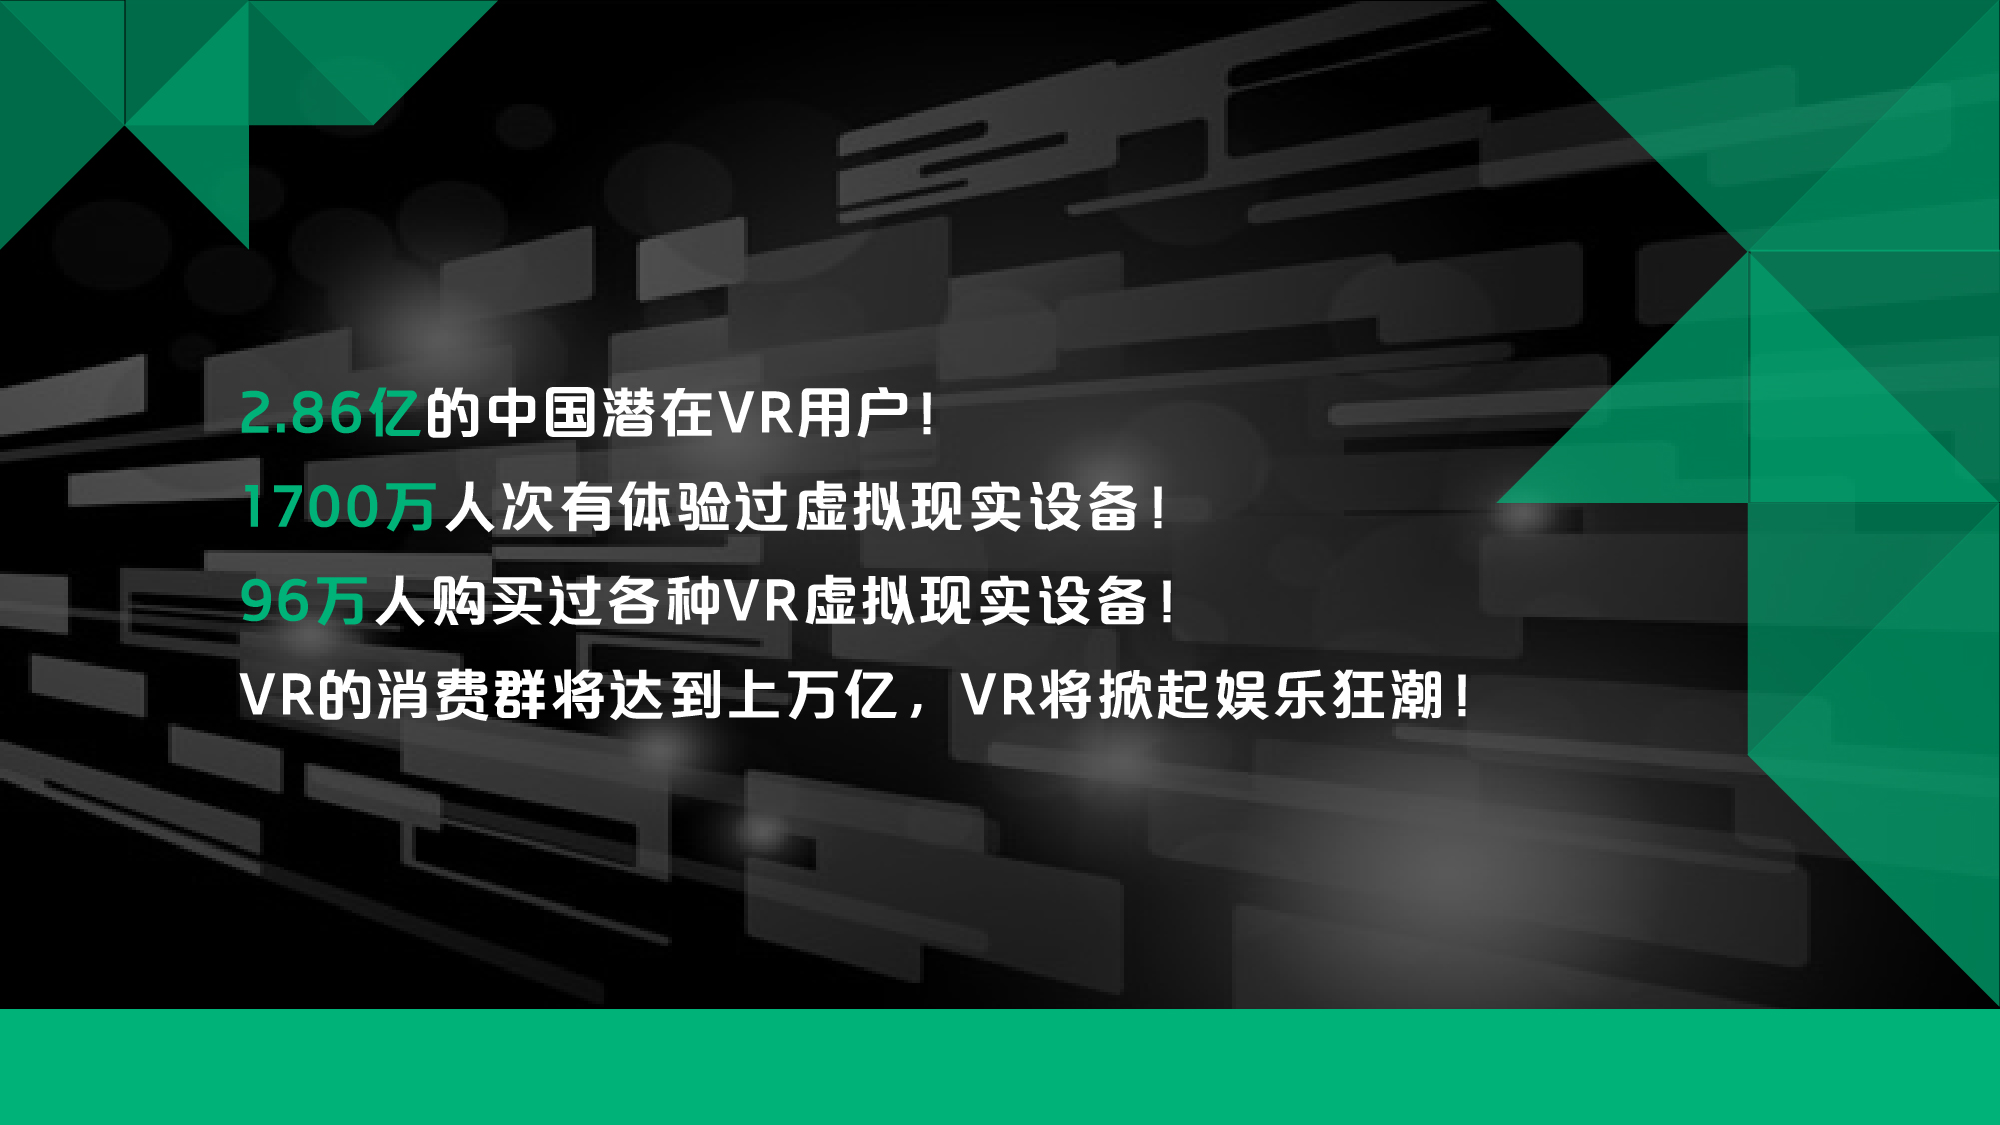 2.86亿的中国潜在VR用户！
1700万人次有体验过虚拟现实设备！
96万人购买过各种VR虚拟现实设备！
VR的消费群将达到上万亿，VR将掀起娱乐狂潮！